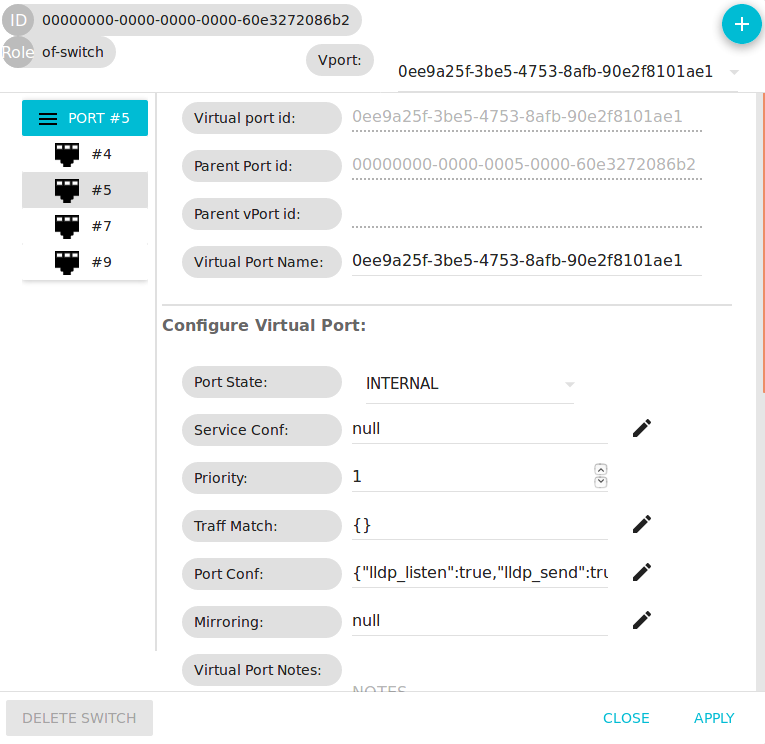 ID 00000000-0000-0000-0000-60e3272086b2
Role of-switch
Vport: 0ee9a25f-3be5-4753-8afb-90e2f8101ae1
PORT #5
#4
#5
#7
#9
Virtual port id: 0ee9a25f-3be5-4753-8afb-90e2f8101ae1
Parent Port id: 00000000-0000-0005-0000-60e3272086b2
Parent vPort id:
Virtual Port Name: 0ee9a25f-3be5-4753-8afb-90e2f8101ae1
Configure Virtual Port:
Port State: INTERNAL
Service Conf: null
Priority: 1
Traff Match: {}
Port Conf: {"lldp_listen":true,"lldp_send":tru
Mirroring: null
Virtual Port Notes:
NOTES
DELETE SWITCH CLOSE APPLY